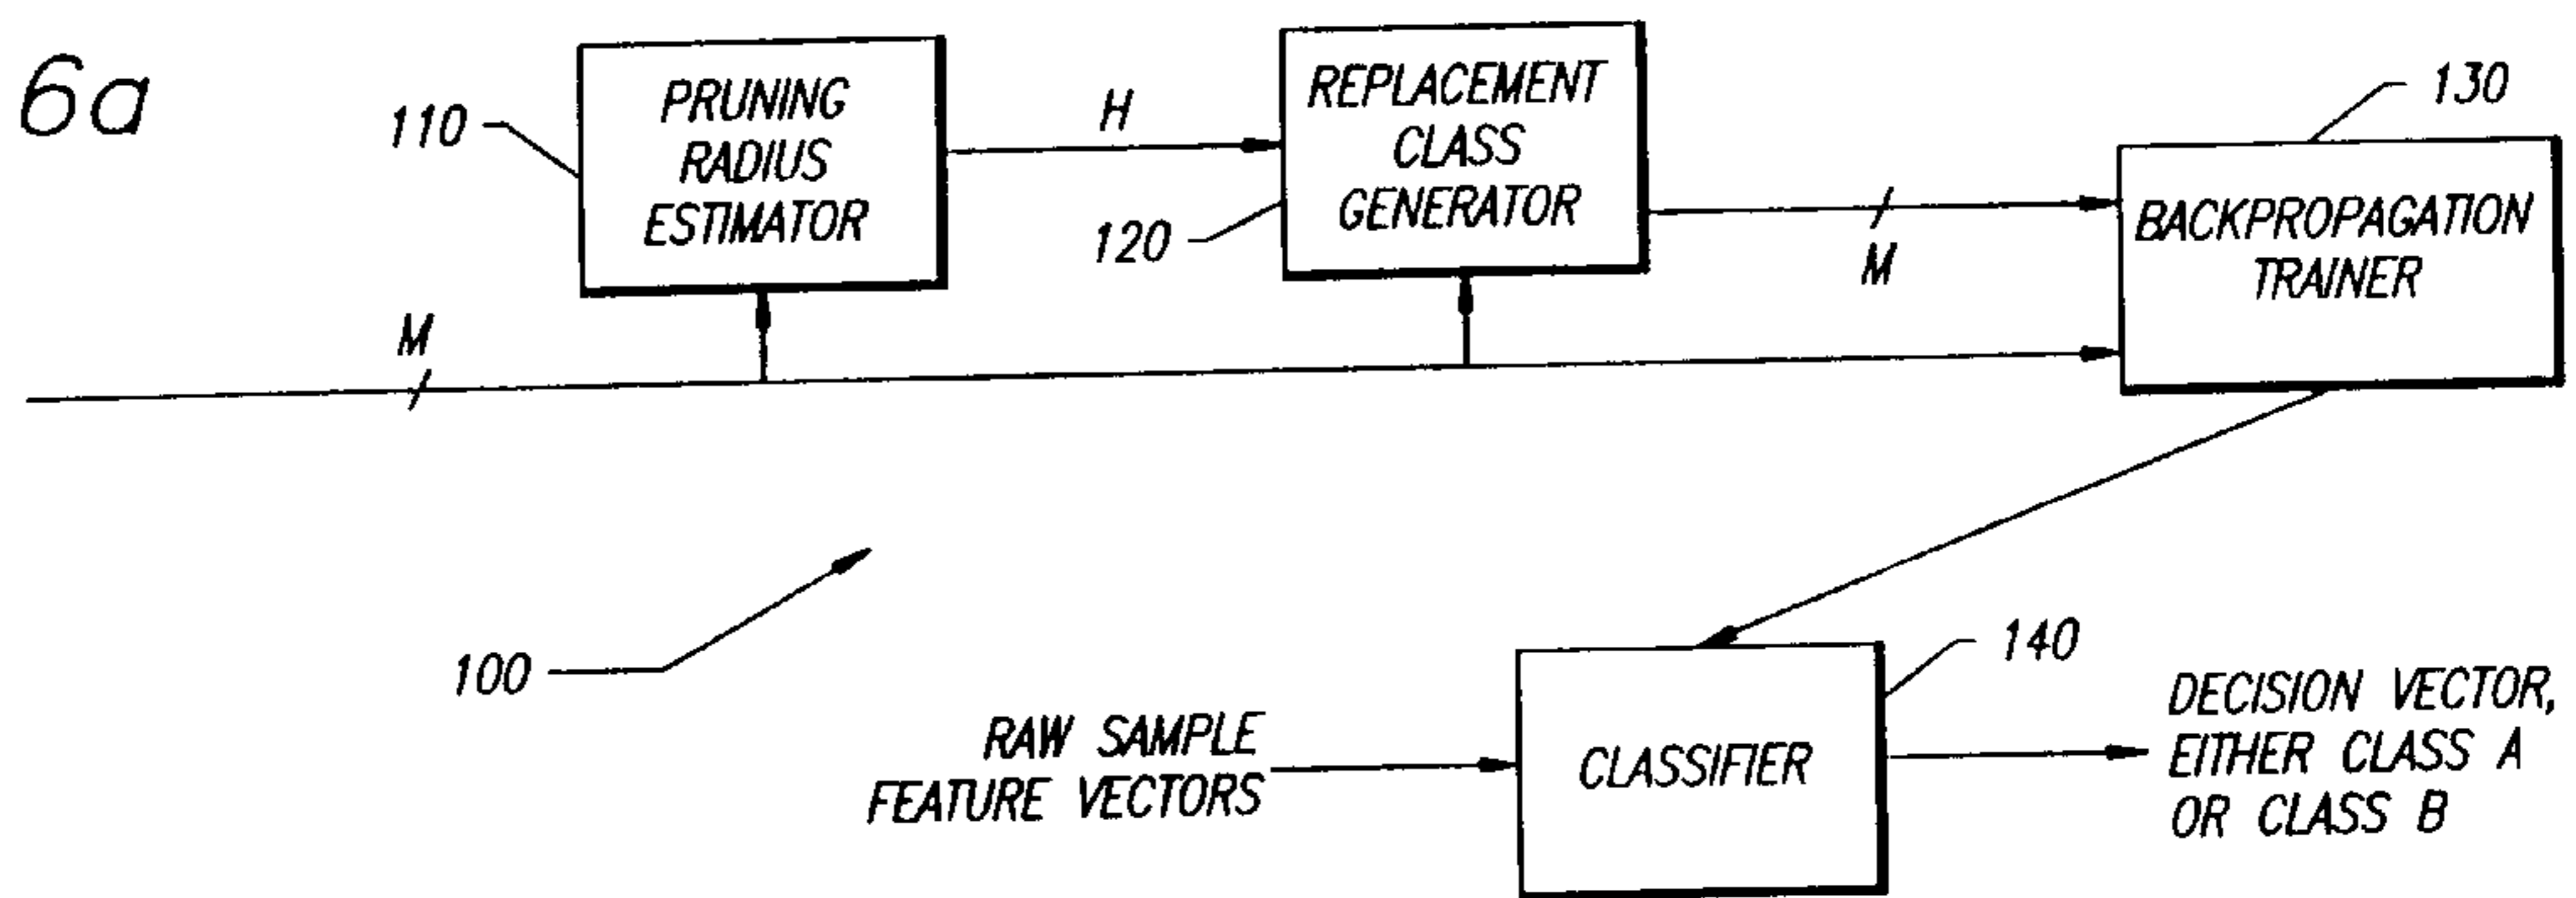 6a
110
PRUNING
RADIUS
ESTIMATOR
H
120
REPLACEMENT
CLASS
GENERATOR
M
130
BACKPROPAGATION
TRAINER
M
100
RAW SAMPLE
FEATURE VECTORS
CLASSIFIER
140
DECISION VECTOR,
EITHER CLASS A
OR CLASS B